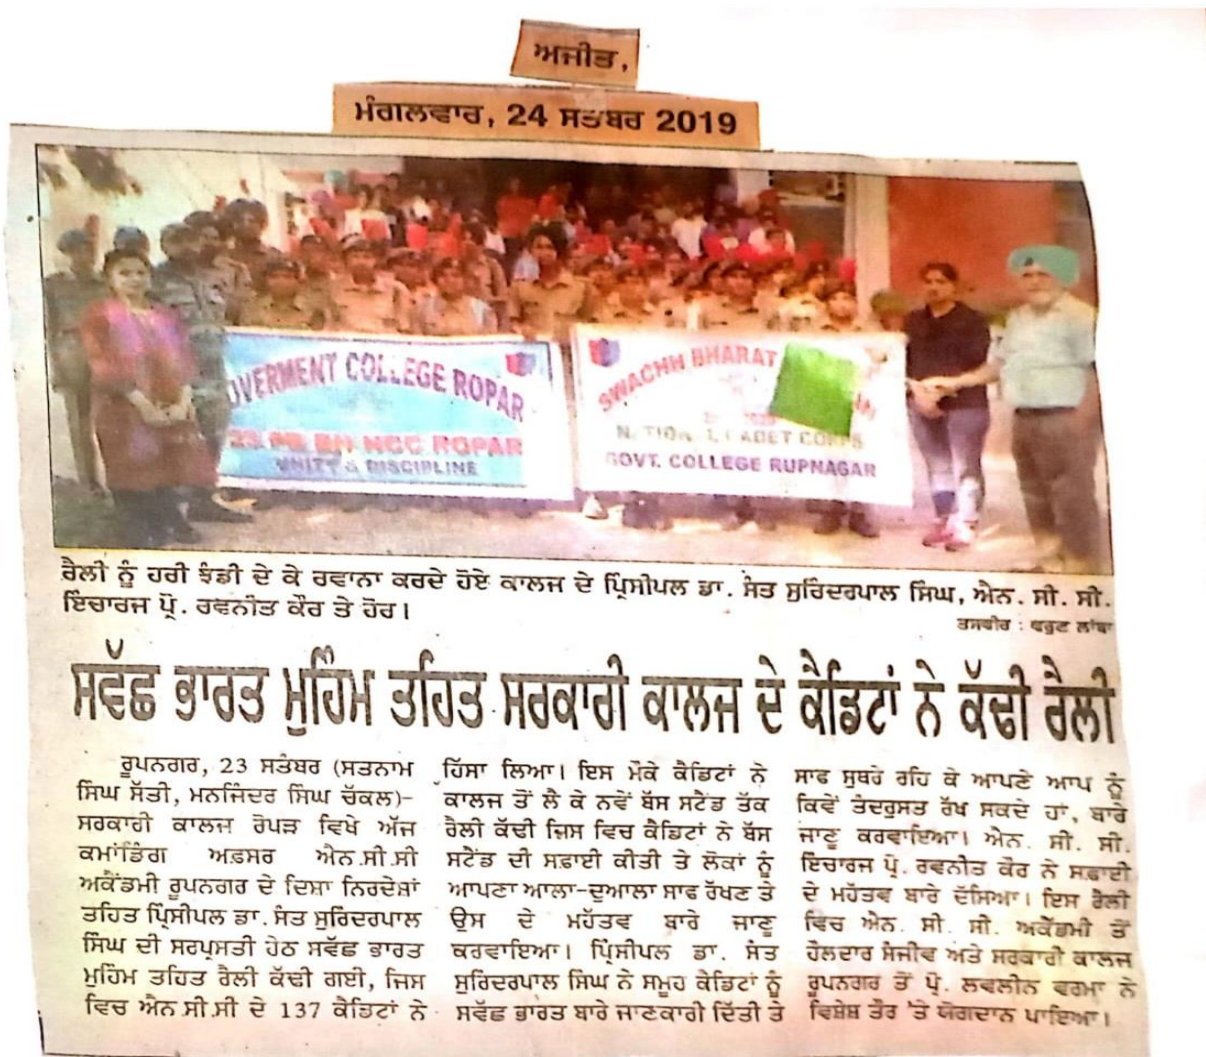 ਅਜੀਤ,
ਮੰਗਲਵਾਰ, 24 ਸਤੰਬਰ 2019
OVERMENT COLLEGE ROPAR
23 PB BN NCC ROPAR
UNITY & DISCIPLINE
SWACHH BHARAT
CADET CORPS
GOVT. COLLEGE RUPNAGAR
ਰੈਲੀ ਨੂੰ ਹਰੀ ਝੰਡੀ ਦੇ ਕੇ ਰਵਾਨਾ ਕਰਦੇ ਹੋਏ ਕਾਲਜ ਦੇ ਪ੍ਰਿੰਸੀਪਲ ਡਾ. ਸੰਤ ਸੁਰਿੰਦਰਪਾਲ ਸਿੰਘ, ਐਨ. ਸੀ. ਸੀ.
ਇੰਚਾਰਜ ਪ੍ਰੋ. ਰਵਨੀਤ ਕੌਰ ਤੇ ਹੋਰ।
ਤਸਵੀਰ : ਵਰੁਣ ਲਾਂਬਾ
ਸਵੱਛ ਭਾਰਤ ਮੁਹਿੰਮ ਤਹਿਤ ਸਰਕਾਰੀ ਕਾਲਜ ਦੇ ਕੈਡਿਟਾਂ ਨੇ ਕੱਢੀ ਰੈਲੀ
ਰੂਪਨਗਰ, 23 ਸਤੰਬਰ (ਸਤਨਾਮ
ਸਿੰਘ ਸੱਤੀ, ਮਨਜਿੰਦਰ ਸਿੰਘ ਚੱਕਲ)-
ਸਰਕਾਰੀ ਕਾਲਜ ਰੋਪੜ ਵਿਖੇ ਅੱਜ
ਕਮਾਂਡਿੰਗ ਅਫ਼ਸਰ ਐਨ.ਸੀ.ਸੀ
ਅਕੈਡਮੀ ਰੂਪਨਗਰ ਦੇ ਦਿਸ਼ਾ ਨਿਰਦੇਸ਼ਾਂ
ਤਹਿਤ ਪ੍ਰਿੰਸੀਪਲ ਡਾ. ਸੰਤ ਸੁਰਿੰਦਰਪਾਲ
ਸਿੰਘ ਦੀ ਸਰਪ੍ਰਸਤੀ ਹੇਠ ਸਵੱਛ ਭਾਰਤ
ਮੁਹਿੰਮ ਤਹਿਤ ਰੈਲੀ ਕੱਢੀ ਗਈ, ਜਿਸ
ਵਿਚ ਐਨ.ਸੀ.ਸੀ ਦੇ 137 ਕੈਡਿਟਾਂ ਨੇ
ਹਿੱਸਾ ਲਿਆ। ਇਸ ਮੌਕੇ ਕੈਡਿਟਾਂ ਨੇ
ਕਾਲਜ ਤੋਂ ਲੈ ਕੇ ਨਵੇਂ ਬੱਸ ਸਟੈਂਡ ਤੱਕ
ਰੈਲੀ ਕੱਢੀ ਜਿਸ ਵਿਚ ਕੈਡਿਟਾਂ ਨੇ ਬੱਸ
ਸਟੈਂਡ ਦੀ ਸਫ਼ਾਈ ਕੀਤੀ ਤੇ ਲੋਕਾਂ ਨੂੰ
ਆਪਣਾ ਆਲਾ-ਦੁਆਲਾ ਸਾਫ ਰੱਖਣ ਤੇ
ਉਸ ਦੇ ਮਹੱਤਵ ਬਾਰੇ ਜਾਣੂ
ਕਰਵਾਇਆ। ਪ੍ਰਿੰਸੀਪਲ ਡਾ. ਸੰਤ
ਸੁਰਿੰਦਰਪਾਲ ਸਿੰਘ ਨੇ ਸਮੂਹ ਕੈਡਿਟਾਂ ਨੂੰ
ਸਵੱਛ ਭਾਰਤ ਬਾਰੇ ਜਾਣਕਾਰੀ ਦਿੱਤੀ ਤੇ
ਸਾਫ ਸੁਥਰੇ ਰਹਿ ਕੇ ਆਪਣੇ ਆਪ ਨੂੰ
ਕਿਵੇਂ ਤੰਦਰੁਸਤ ਰੱਖ ਸਕਦੇ ਹਾਂ, ਬਾਰੇ
ਜਾਣੂ ਕਰਵਾਇਆ। ਐਨ. ਸੀ. ਸੀ.
ਇੰਚਾਰਜ ਪ੍ਰੋ. ਰਵਨੀਤ ਕੌਰ ਨੇ ਸਫ਼ਾਈ
ਦੇ ਮਹੱਤਵ ਬਾਰੇ ਦੱਸਿਆ। ਇਸ ਰੈਲੀ
ਵਿਚ ਐਨ. ਸੀ. ਸੀ. ਅਕੈਡਮੀ ਤੋਂ
ਹੌਲਦਾਰ ਸੰਜੀਵ ਅਤੇ ਸਰਕਾਰੀ ਕਾਲਜ
ਰੂਪਨਗਰ ਤੋਂ ਪ੍ਰੋ. ਲਵਲੀਨ ਵਰਮਾ ਨੇ
ਵਿਸ਼ੇਸ਼ ਤੌਰ 'ਤੇ ਯੋਗਦਾਨ ਪਾਇਆ।